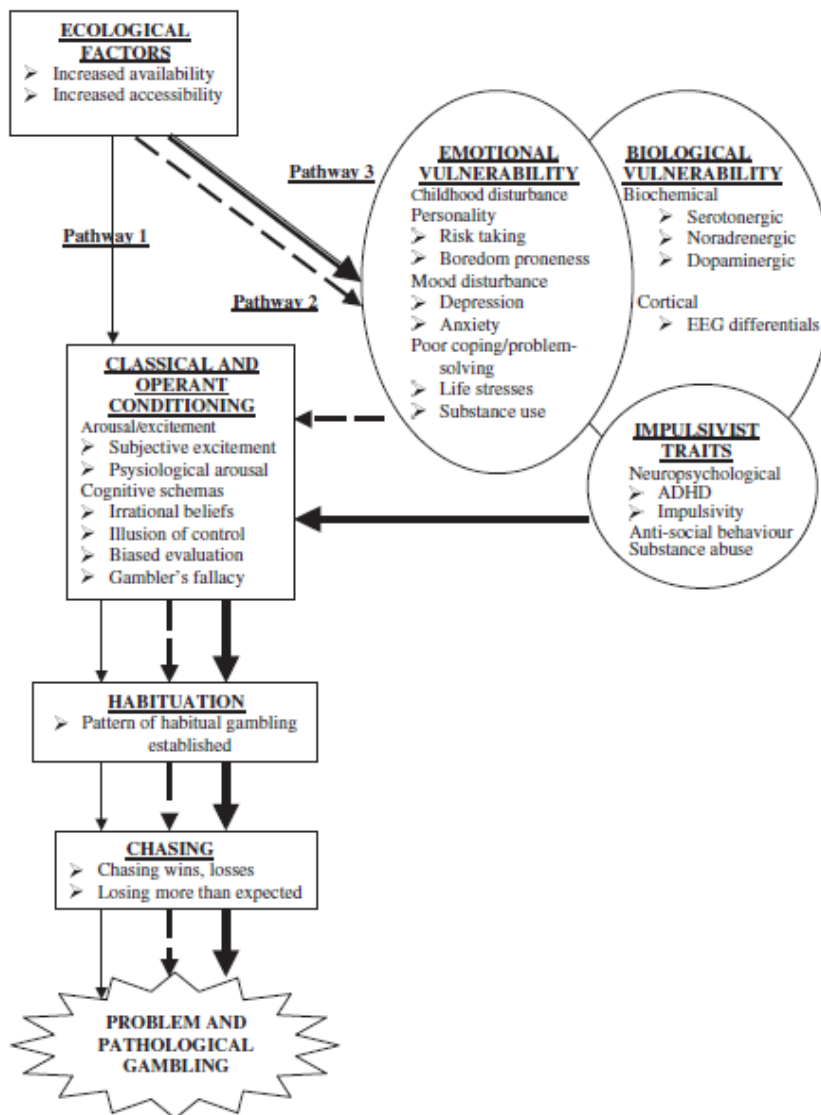 ECOLOGICAL
FACTORS
➢ Increased availability
➢ Increased accessibility
Pathway 1
Pathway 2
Pathway 3
EMOTIONAL
VULNERABILITY
Childhood disturbance
Personality
➢ Risk taking
➢ Boredom proneness
Mood disturbance
➢ Depression
➢ Anxiety
Poor coping/problem-
solving
➢ Life stresses
➢ Substance use
BIOLOGICAL
VULNERABILITY
Biochemical
➢ Serotonergic
➢ Noradrenergic
➢ Dopaminergic
Cortical
➢ EEG differentials
IMPULSIVIST
TRAITS
Neuropsychological
➢ ADHD
➢ Impulsivity
Anti-social behaviour
Substance abuse
CLASSICAL AND
OPERANT
CONDITIONING
Arousal/excitement
➢ Subjective excitement
➢ Psysiological arousal
Cognitive schemas
➢ Irrational beliefs
➢ Illusion of control
➢ Biased evaluation
➢ Gambler's fallacy
HABITUATION
➢ Pattern of habitual gambling
established
CHASING
➢ Chasing wins, losses
➢ Losing more than expected
PROBLEM AND
PATHOLOGICAL
GAMBLING